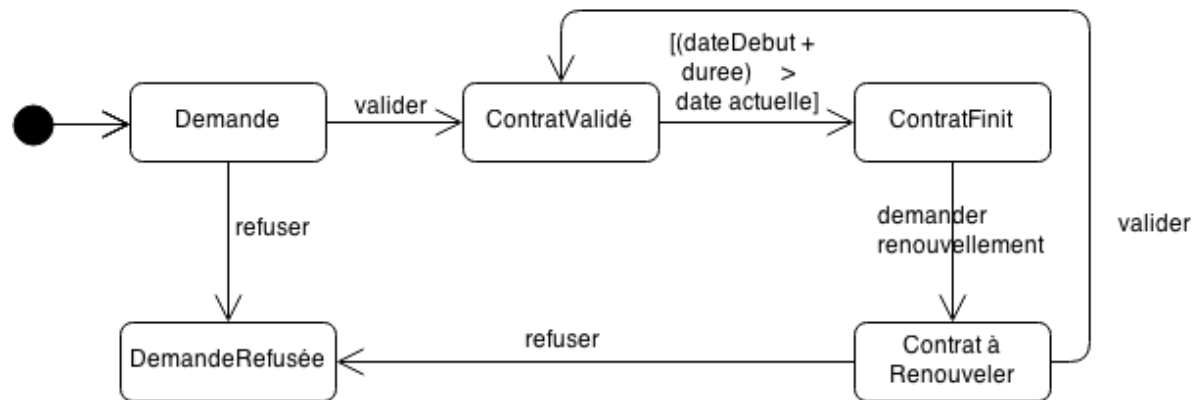 [(dateDebut +
duree) >
date actuelle]
Demande
valider
ContratValidé
ContratFinit
refuser
demander
renouvellement
valider
DemandeRefusée
refuser
Contrat à
Renouveler